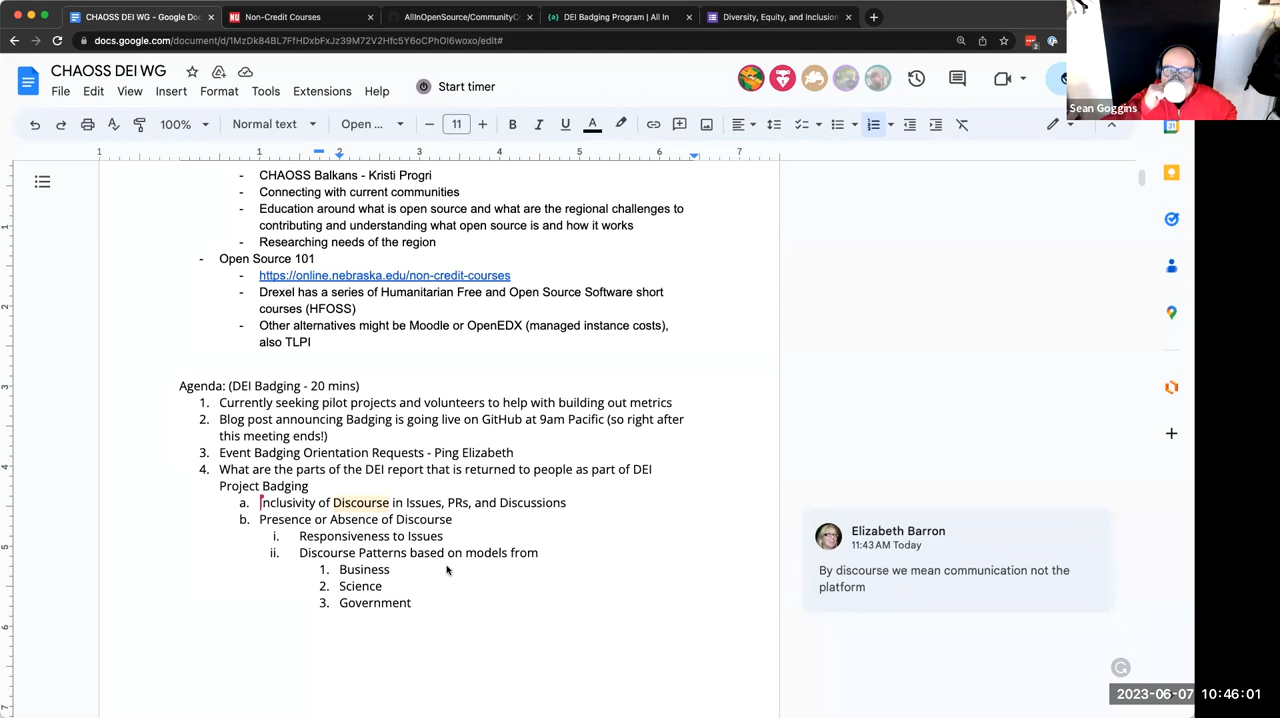 CHAOSS DEI WG - Google Doc
Non-Credit Courses
AllInOpenSource/CommunityC
DEI Badging Program | All In
Diversity, Equity, and Inclusion
docs.google.com/document/d/1MzDk84BL7FfHDxbFxJz39M72V2Hfc5Y6oCPhOl6woxo/edit#
CHAOSS DEI WG
File Edit View Insert Format Tools Extensions Help
Start timer
Sean Goggins
100% Normal text Open ... 11
1 1 2 3 4 5 6 7
- CHAOSS Balkans - Kristi Progri
- Connecting with current communities
- Education around what is open source and what are the regional challenges to
contributing and understanding what open source is and how it works
- Researching needs of the region
- Open Source 101
- https://online.nebraska.edu/non-credit-courses
- Drexel has a series of Humanitarian Free and Open Source Software short
courses (HFOSS)
- Other alternatives might be Moodle or OpenEDX (managed instance costs),
also TLPI
Agenda: (DEI Badging - 20 mins)
1. Currently seeking pilot projects and volunteers to help with building out metrics
2. Blog post announcing Badging is going live on GitHub at 9am Pacific (so right after
this meeting ends!)
3. Event Badging Orientation Requests - Ping Elizabeth
4. What are the parts of the DEI report that is returned to people as part of DEI
Project Badging
a. Inclusivity of Discourse in Issues, PRs, and Discussions
b. Presence or Absence of Discourse
i. Responsiveness to Issues
ii. Discourse Patterns based on models from
1. Business
2. Science
3. Government
Elizabeth Barron
11:43 AM Today
By discourse we mean communication not the
platform
2023-06-07 10:46:01